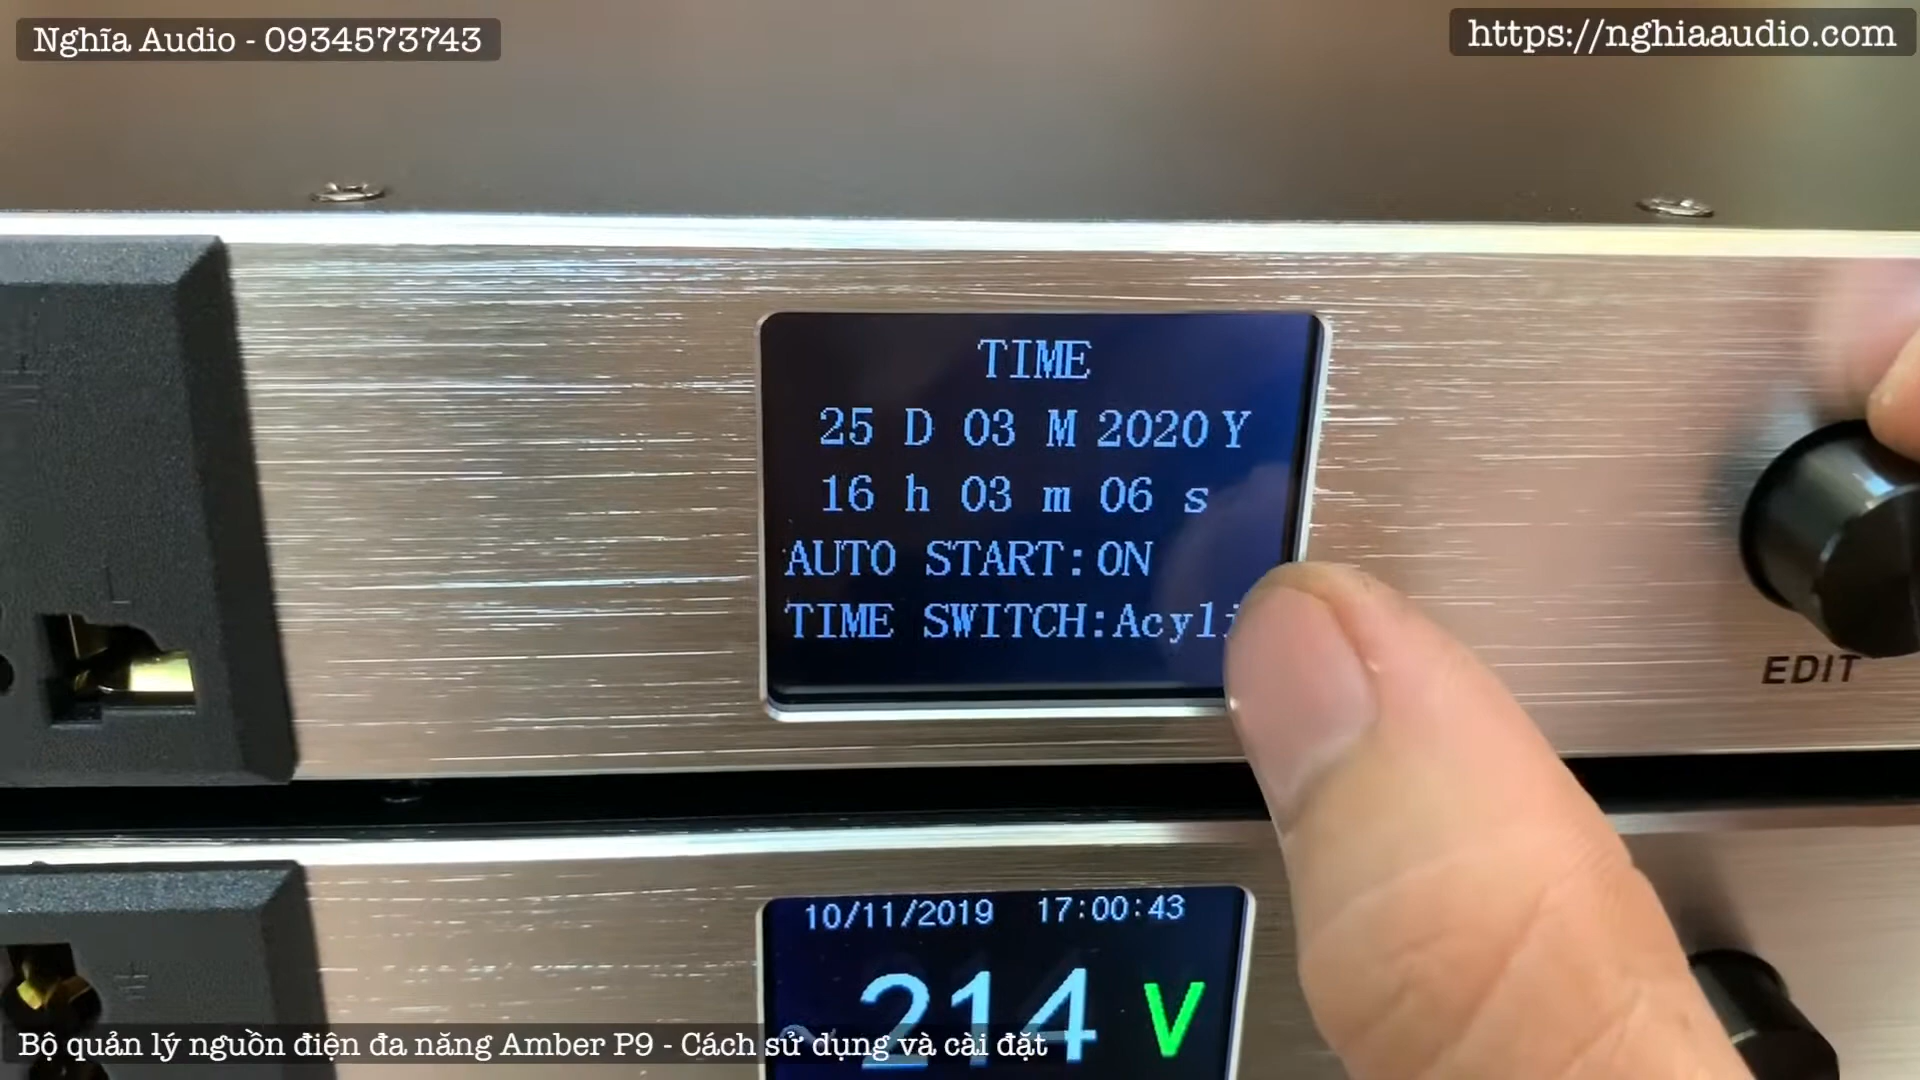 Nghĩa Audio - 0934573743
https://nghiaaudio.com
TIME
25 D 03 M 2020 Y
16 h 03 m 06 s
AUTO START:ON
TIME SWITCH:
EDIT
10/11/2019 17:00:43
214 V
Bộ quản lý nguồn điện đa năng Amber P9 - Cách sử dụng và cài đặt